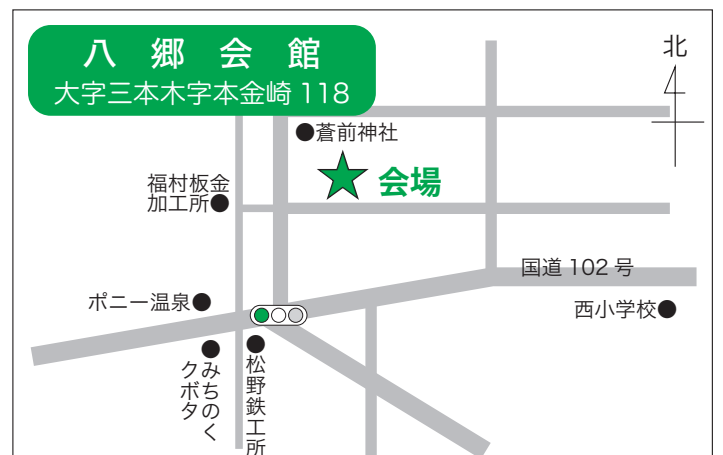 八郷会館
大字三本木字本金崎 118
北
●蒼前神社
会場
福村板金
加工所●
国道 102 号
ポニー温泉●
西小学校●
みちのく
クボタ
松野鉄工所